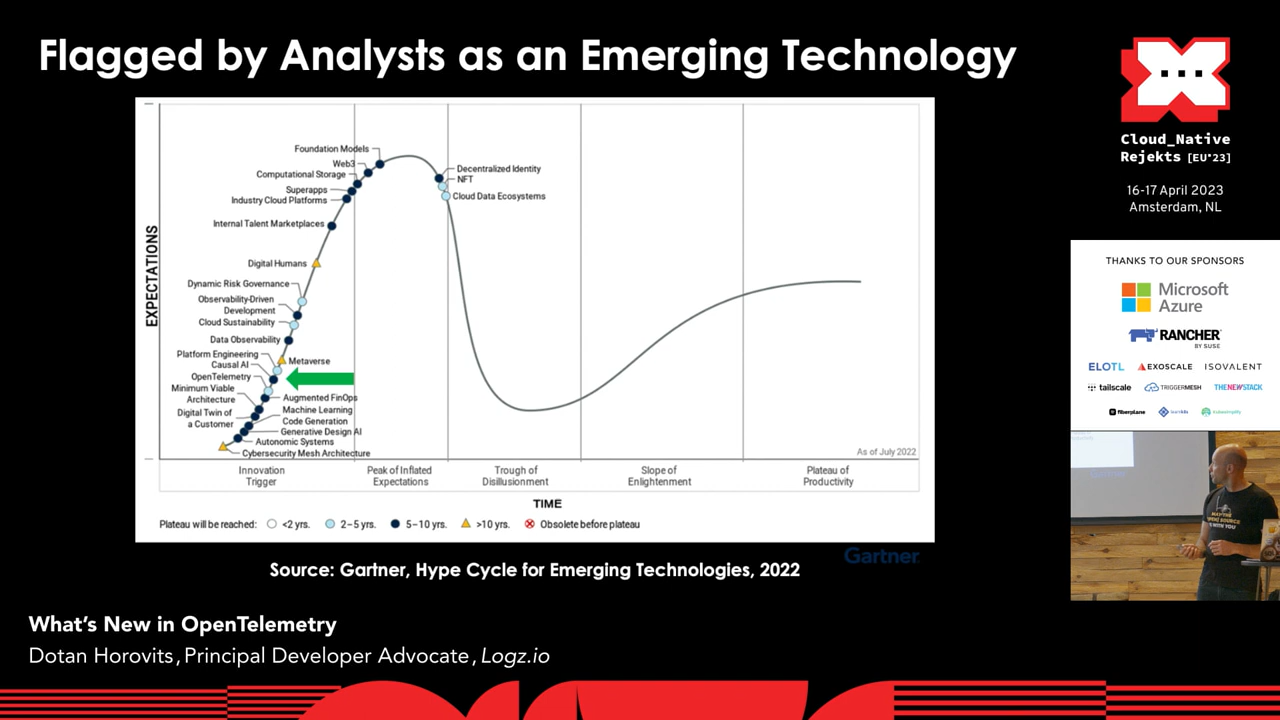 Flagged by Analysts as an Emerging Technology
EXPECTATIONS
Foundation Models
Web3
Computational Storage
Superapps
Industry Cloud Platforms
Internal Talent Marketplaces
Digital Humans
Dynamic Risk Governance
Observability-Driven
Development
Cloud Sustainability
Data Observability
Platform Engineering
Causal AI
OpenTelemetry
Minimum Viable
Architecture
Digital Twin of
a Customer
Decentralized Identity
NFT
Cloud Data Ecosystems
Metaverse
Augmented FinOps
Machine Learning
Code Generation
Generative Design AI
Autonomic Systems
Cybersecurity Mesh Architecture
As of July 2022
Innovation
Trigger
Peak of Inflated
Expectations
Trough of
Disillusionment
Slope of
Enlightenment
Plateau of
Productivity
TIME
Plateau will be reached: <2 yrs. 2–5 yrs. 5–10 yrs. >10 yrs. Obsolete before plateau
Gartner
Source: Gartner, Hype Cycle for Emerging Technologies, 2022
What's New in OpenTelemetry
Dotan Horovits, Principal Developer Advocate, Logz.io
Cloud_Native
Rejekts [EU*23]
16-17 April 2023
Amsterdam, NL
THANKS TO OUR SPONSORS
Microsoft
Azure
RANCHER
BY SUSE
ELOTL EXOSCALE ISOVALENT
tailscale TRIGGERMESH THENEWSTACK
fiberplane learnk8s kubesimplify
MAY THE
SOURCE
WITH YOU